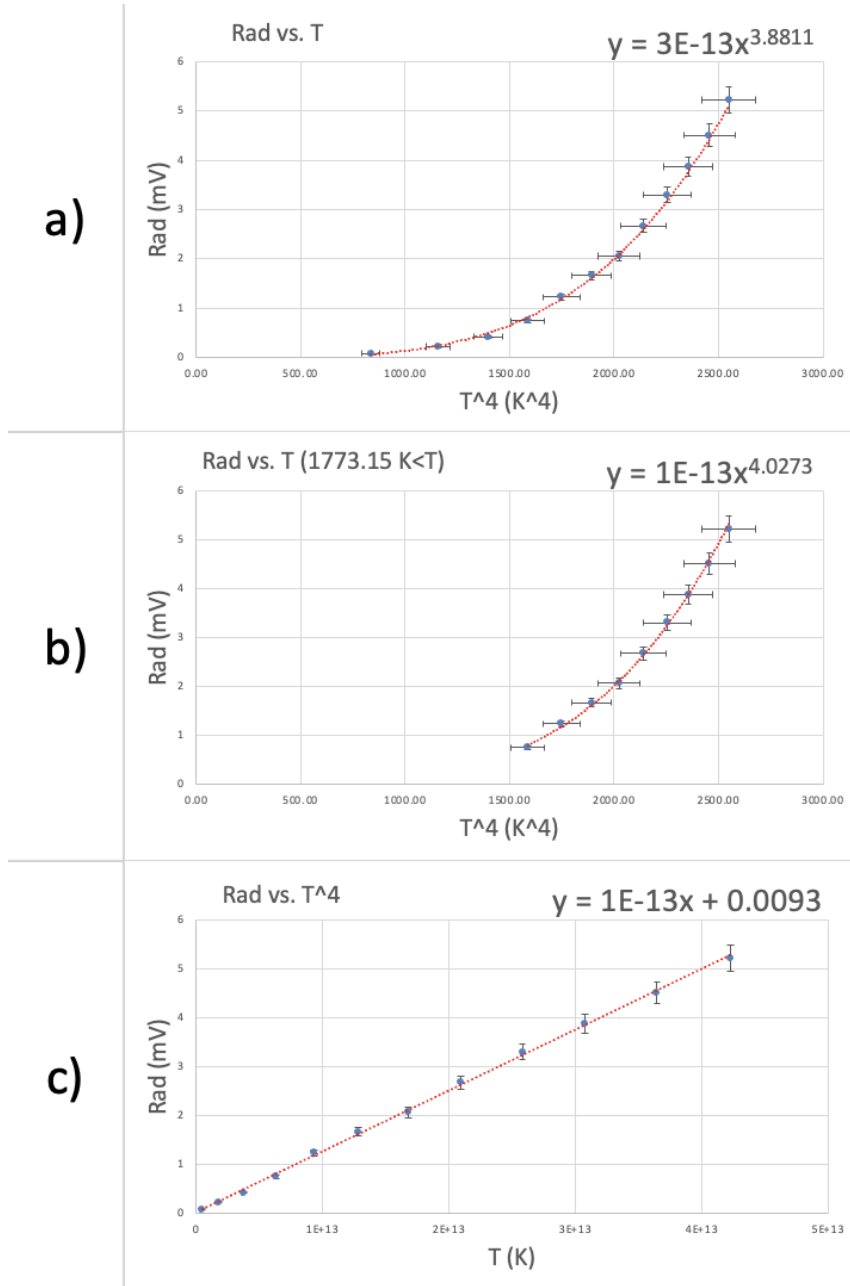 Rad vs. T
y = 3E-13x^3.8811
6
5
4
3
2
1
0
Rad (mV)
0.00 500.00 1000.00 1500.00 2000.00 2500.00 3000.00
T^4 (K^4)
a)
Rad vs. T (1773.15 K<T)
y = 1E-13x^4.0273
6
5
4
3
2
1
0
Rad (mV)
0.00 500.00 1000.00 1500.00 2000.00 2500.00 3000.00
T^4 (K^4)
b)
Rad vs. T^4
y = 1E-13x + 0.0093
6
5
4
3
2
1
0
Rad (mV)
0 1E+13 2E+13 3E+13 4E+13 5E+13
T (K)
c)